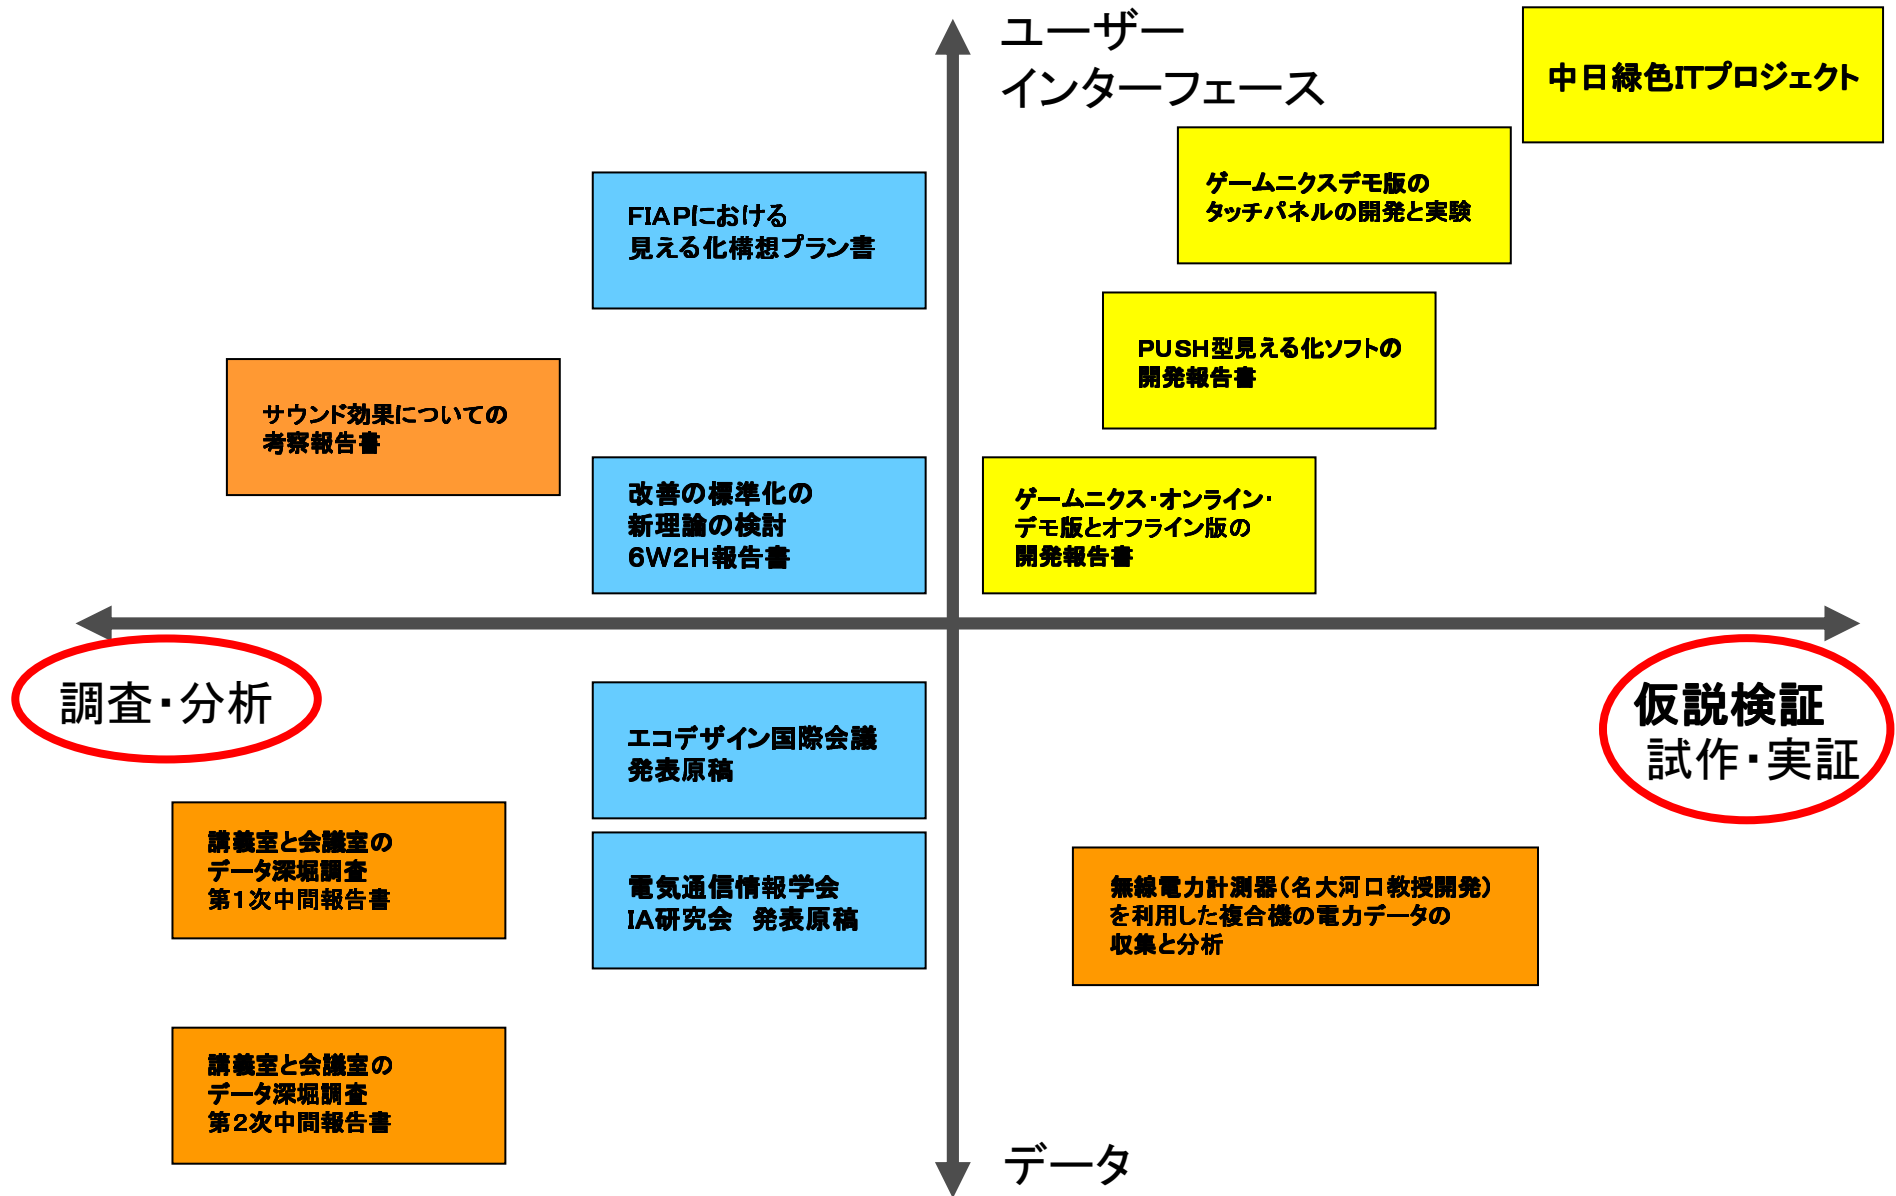 ユーザー
インターフェース
中日緑色ITプロジェクト
ゲームニクスデモ版の
タッチパネルの開発と実験
FIAPにおける
見える化構想プラン書
PUSH型見える化ソフトの
開発報告書
サウンド効果についての
考察報告書
改善の標準化の
新理論の検討
6W2H報告書
ゲームニクス・オンライン・
デモ版とオフライン版の
開発報告書
調査・分析
仮説検証
試作・実証
エコデザイン国際会議
発表原稿
講義室と会議室の
データ深堀調査
第1次中間報告書
電気通信情報学会
IA研究会　発表原稿
無線電力計測器（名大河口教授開発）
を利用した複合機の電力データの
収集と分析
講義室と会議室の
データ深堀調査
第2次中間報告書
データ